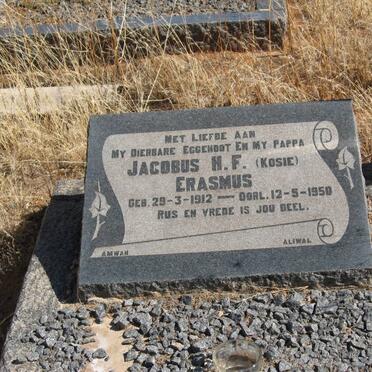 MET LIEFDE AAN
MY DIERBARE EGGENOOT EN MY PAPPA
JACOBUS H.F. (KOSIE)
ERASMUS
GEB. 29-3-1912 — OORL. 12-5-1950
RUS EN VREDE IS JOU DEEL.
AMWAH ALIWAL